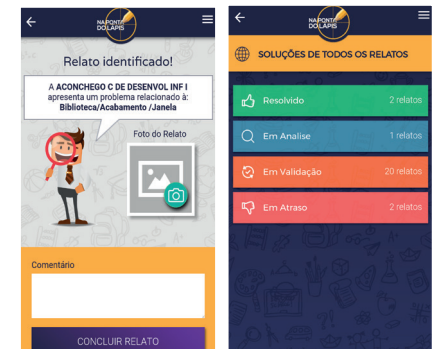 NA PONTA
DO LÁPIS
Relato identificado!
A ACONCHEGO C DE DESENVOL INF I
apresenta um problema relacionado à:
Biblioteca/Acabamento /Janela
Foto do Relato
Comentário
CONCLUIR RELATO
NA PONTA
DO LÁPIS
SOLUÇÕES DE TODOS OS RELATOS
Resolvido 2 relatos
Em Analise 1 relatos
Em Validação 20 relatos
Em Atraso 2 relatos